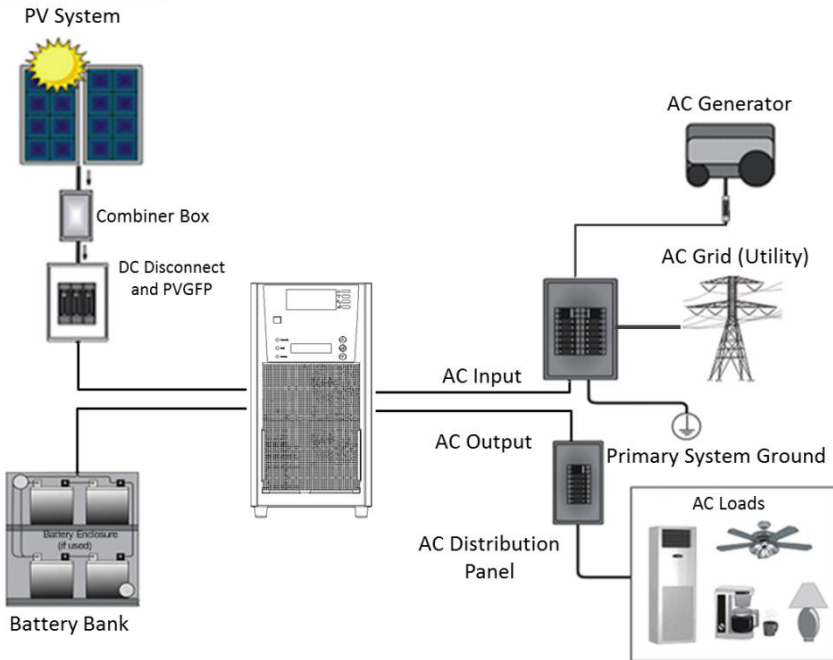 PV System
Combiner Box
DC Disconnect
and PVGFP
Battery Enclosure
(if used)
Battery Bank
AC Input
AC Output
AC Generator
AC Grid (Utility)
Primary System Ground
AC Distribution
Panel
AC Loads